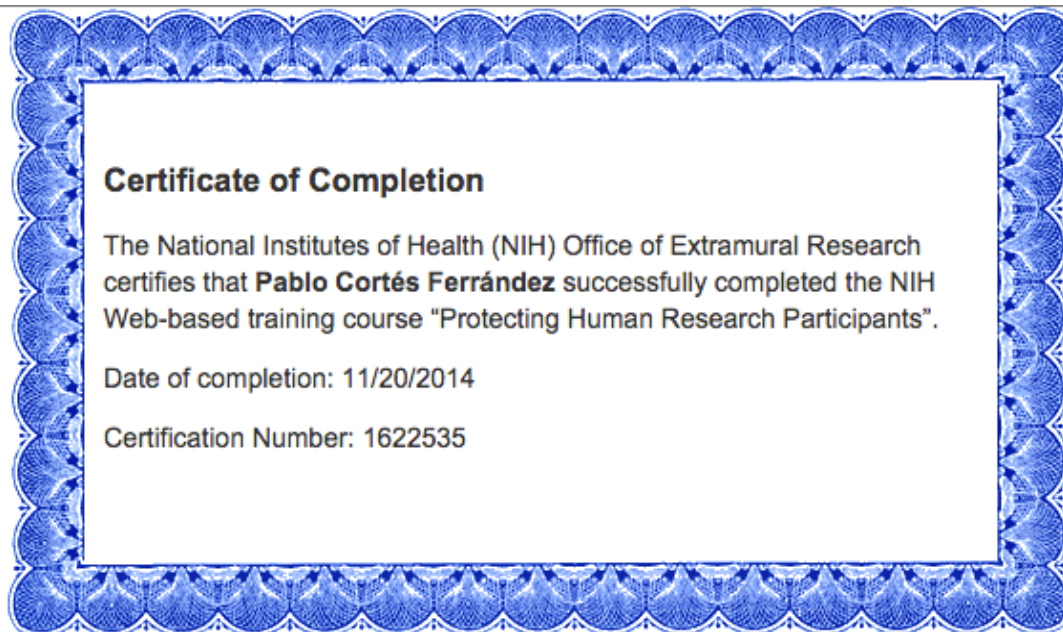 Certificate of Completion
The National Institutes of Health (NIH) Office of Extramural Research
certifies that Pablo Cortés Ferrández successfully completed the NIH
Web-based training course “Protecting Human Research Participants”.
Date of completion: 11/20/2014
Certification Number: 1622535